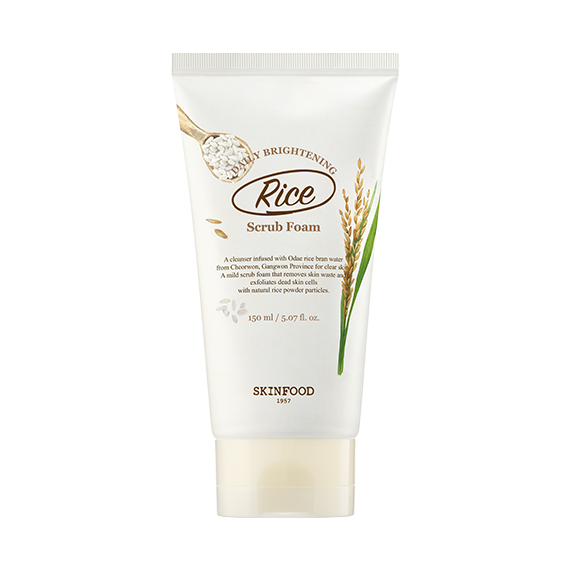 DAILY BRIGHTENING
Rice
Scrub Foam
A cleanser infused with Odae rice bran water
from Cheorwon, Gangwon Province for clear
A mild scrub foam that removes skin waste and
exfoliates dead skin cells
with natural rice powder particles.
150 ml / 5.07 fl. oz.
SKINFOOD
1957